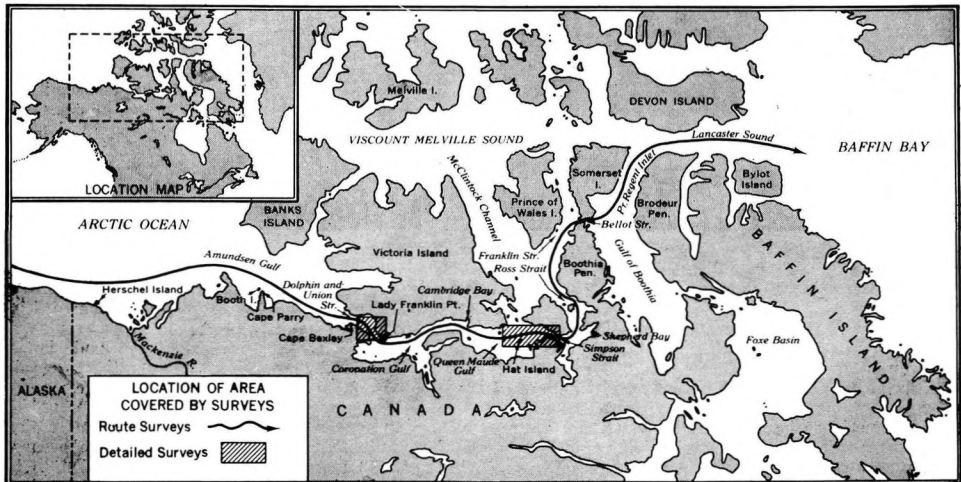 LOCATION MAP
Melville I.
DEVON ISLAND
VISCOUNT MELVILLE SOUND
Lancaster Sound
BAFFIN BAY
McClintock Channel
Somerset
I.
Pr. Regent Inlet
Bylot
Island
Prince of
Wales I.
Brodeur
Pen.
BANKS
ISLAND
ARCTIC OCEAN
Bellot Str.
Victoria Island
Franklin Str.
Ross Strait
Boothia
Pen.
Gulf of Boothia
BAFFIN ISLAND
Amundsen Gulf
Herschel Island
Booth I.
Dolphin and
Union
Str.
Cambridge Bay
Lady Franklin Pt.
Cape Parry
Cape Bexley
Shepherd Bay
Simpson
Strait
Foxe Basin
Mackenzie R.
Coronation Gulf
Queen Maude
Gulf
Hat Island
ALASKA
CANADA
LOCATION OF AREA
COVERED BY SURVEYS
Route Surveys
Detailed Surveys